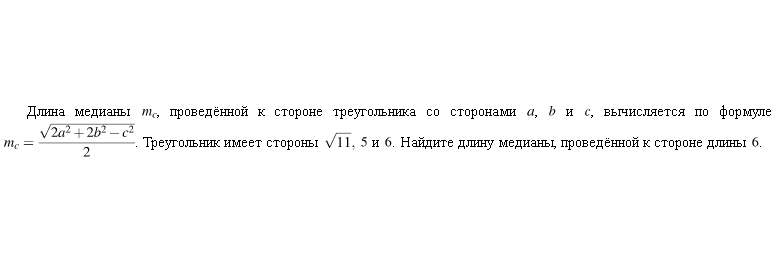 Длина медианы m_c, проведённой к стороне треугольника со сторонами a, b и c, вычисляется по формуле
m_c = \frac{\sqrt{2a^2+2b^2-c^2}}{2}. Треугольник имеет стороны √11, 5 и 6. Найдите длину медианы, проведённой к стороне длины 6.